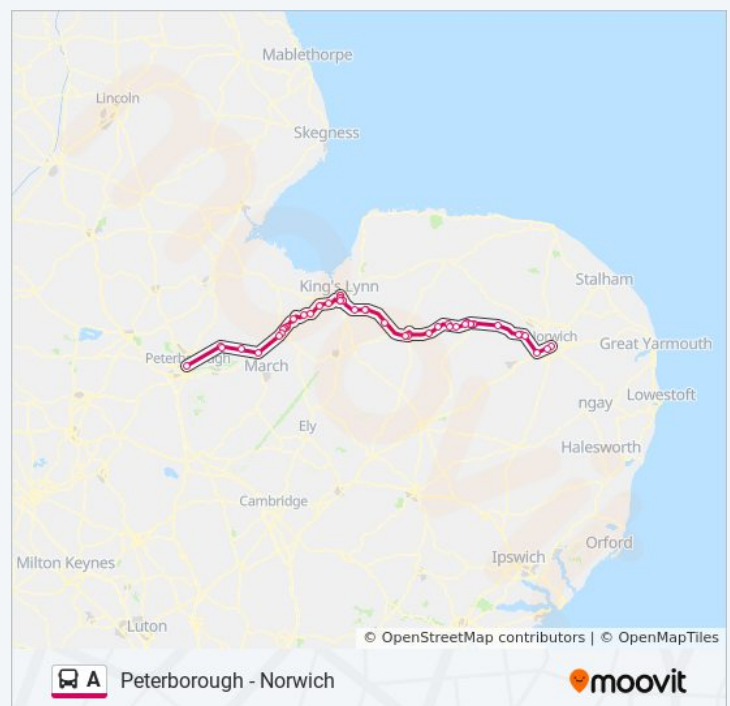 Mablethorpe
Lincoln
Skegness
King's Lynn
Stalham
Norwich
Great Yarmouth
Peterborough
March
Lowestoft
ngay
Ely
Halesworth
Cambridge
Orford
Ipswich
Milton Keynes
Luton
© OpenStreetMap contributors | © OpenMapTiles
A Peterborough - Norwich
moovit